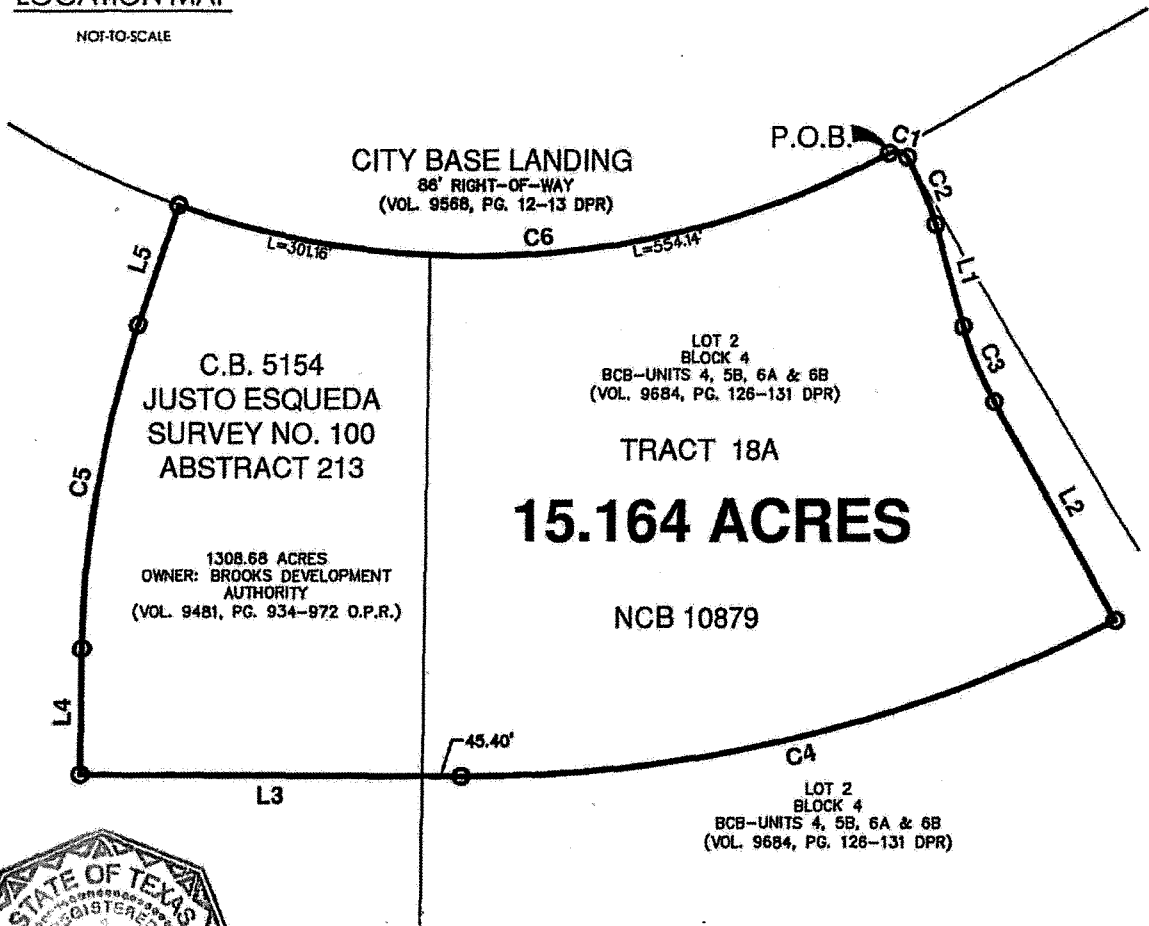 LOCATION MAP
NOT-TO-SCALE
P.O.B.
C1
CITY BASE LANDING
86' RIGHT-OF-WAY
(VOL. 9568, PG. 12-13 DPR)
C2
C6
L=301.16'
L=554.14'
L5
L1
LOT 2
BLOCK 4
BCB-UNITS 4, 5B, 6A & 6B
(VOL. 9684, PG. 126-131 DPR)
C3
C.B. 5154
JUSTO ESQUEDA
SURVEY NO. 100
ABSTRACT 213
TRACT 18A
C5
L2
15.164 ACRES
1308.68 ACRES
OWNER: BROOKS DEVELOPMENT
AUTHORITY
(VOL. 9481, PG. 934-972 O.P.R.)
NCB 10879
L4
45.40'
C4
L3
LOT 2
BLOCK 4
BCB-UNITS 4, 5B, 6A & 6B
(VOL. 9684, PG. 126-131 DPR)
STATE OF TEXAS
REGISTERED